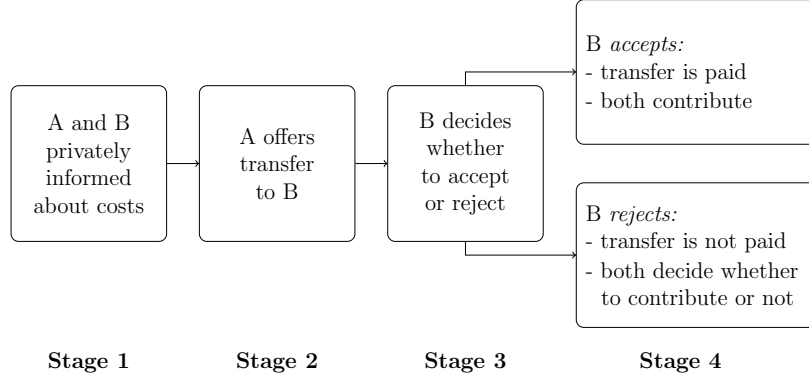 A and B
privately
informed
about costs
A offers
transfer
to B
B decides
whether
to accept
or reject
B accepts:
- transfer is paid
- both contribute
B rejects:
- transfer is not paid
- both decide whether
to contribute or not
Stage 1
Stage 2
Stage 3
Stage 4